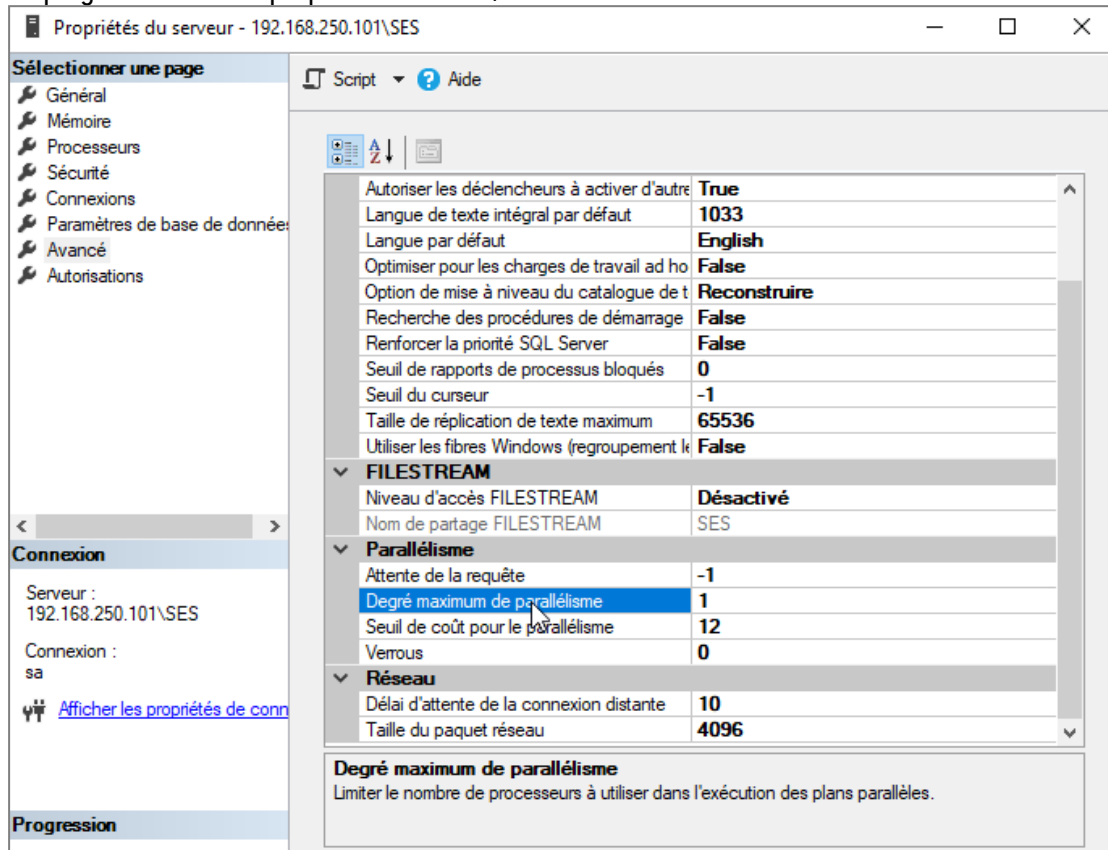 Propriétés du serveur - 192.168.250.101\SES
Sélectionner une page
Général
Mémoire
Processeurs
Sécurité
Connexions
Paramètres de base de données
Avancé
Autorisations
Script
Aide
Autoriser les déclencheurs à activer d'autre True
Langue de texte intégral par défaut 1033
Langue par défaut English
Optimiser pour les charges de travail ad ho False
Option de mise à niveau du catalogue de t Reconstruire
Recherche des procédures de démarrage False
Renforcer la priorité SQL Server False
Seuil de rapports de processus bloqués 0
Seuil du curseur -1
Taille de réplication de texte maximum 65536
Utiliser les fibres Windows (regroupement le False
FILESTREAM
Niveau d'accès FILESTREAM Désactivé
Nom de partage FILESTREAM SES
Parallélisme
Attente de la requête -1
Degré maximum de parallélisme 1
Seuil de coût pour le parallélisme 12
Verrous 0
Réseau
Délai d'attente de la connexion distante 10
Taille du paquet réseau 4096
Degré maximum de parallélisme
Limiter le nombre de processeurs à utiliser dans l'exécution des plans parallèles.
Connexion
Serveur :
192.168.250.101\SES
Connexion :
sa
Afficher les propriétés de conn
Progression